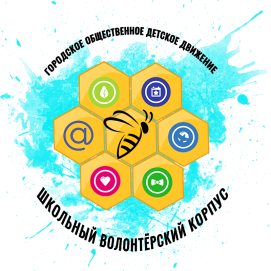 ГОРОДСКОЕ ОБЩЕСТВЕННОЕ ДЕТСКОЕ ДВИЖЕНИЕ
@
ШКОЛЬНЫЙ ВОЛОНТЁРСКИЙ КОРПУС